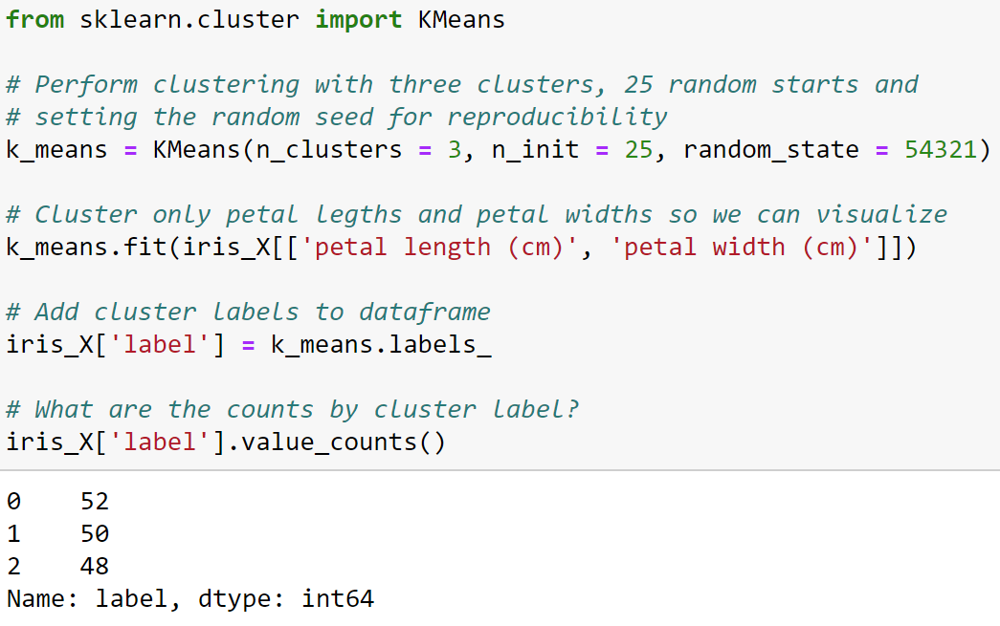 from sklearn.cluster import KMeans
# Perform clustering with three clusters, 25 random starts and
# setting the random seed for reproducibility
k_means = KMeans(n_clusters = 3, n_init = 25, random_state = 54321)
# Cluster only petal legths and petal widths so we can visualize
k_means.fit(iris_X[['petal length (cm)', 'petal width (cm)']])
# Add cluster labels to dataframe
iris_X['label'] = k_means.labels_
# What are the counts by cluster label?
iris_X['label'].value_counts()
0    52
1    50
2    48
Name: label, dtype: int64